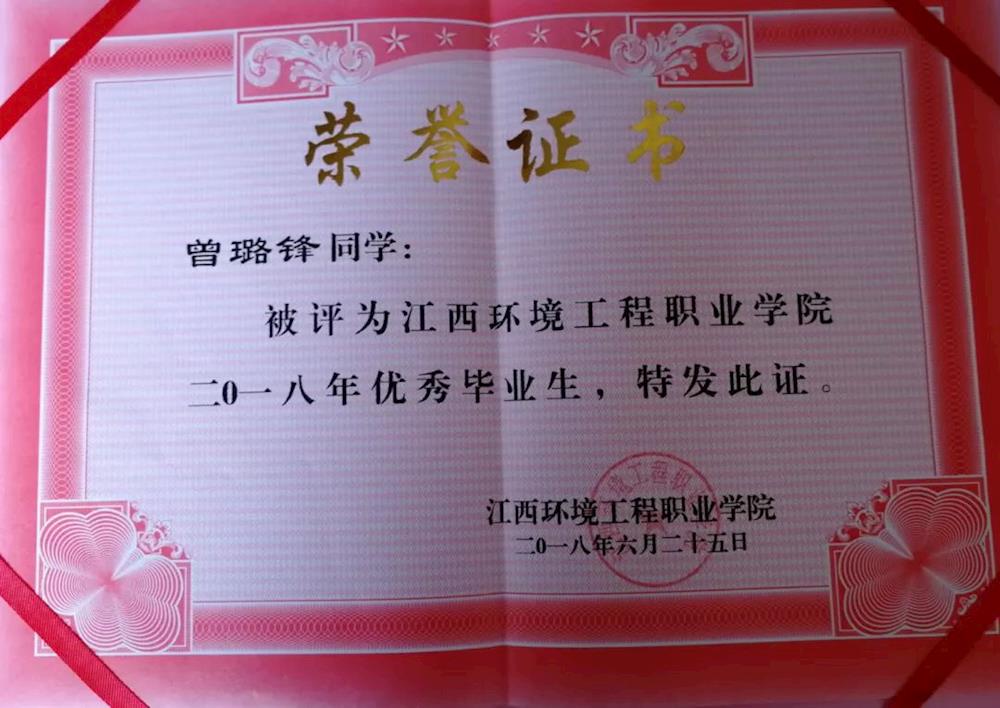 荣誉证书
曾璐锋同学：
被评为江西环境工程职业学院
二0一八年优秀毕业生，特发此证。
江西环境工程职业学院
二0一八年六月二十五日